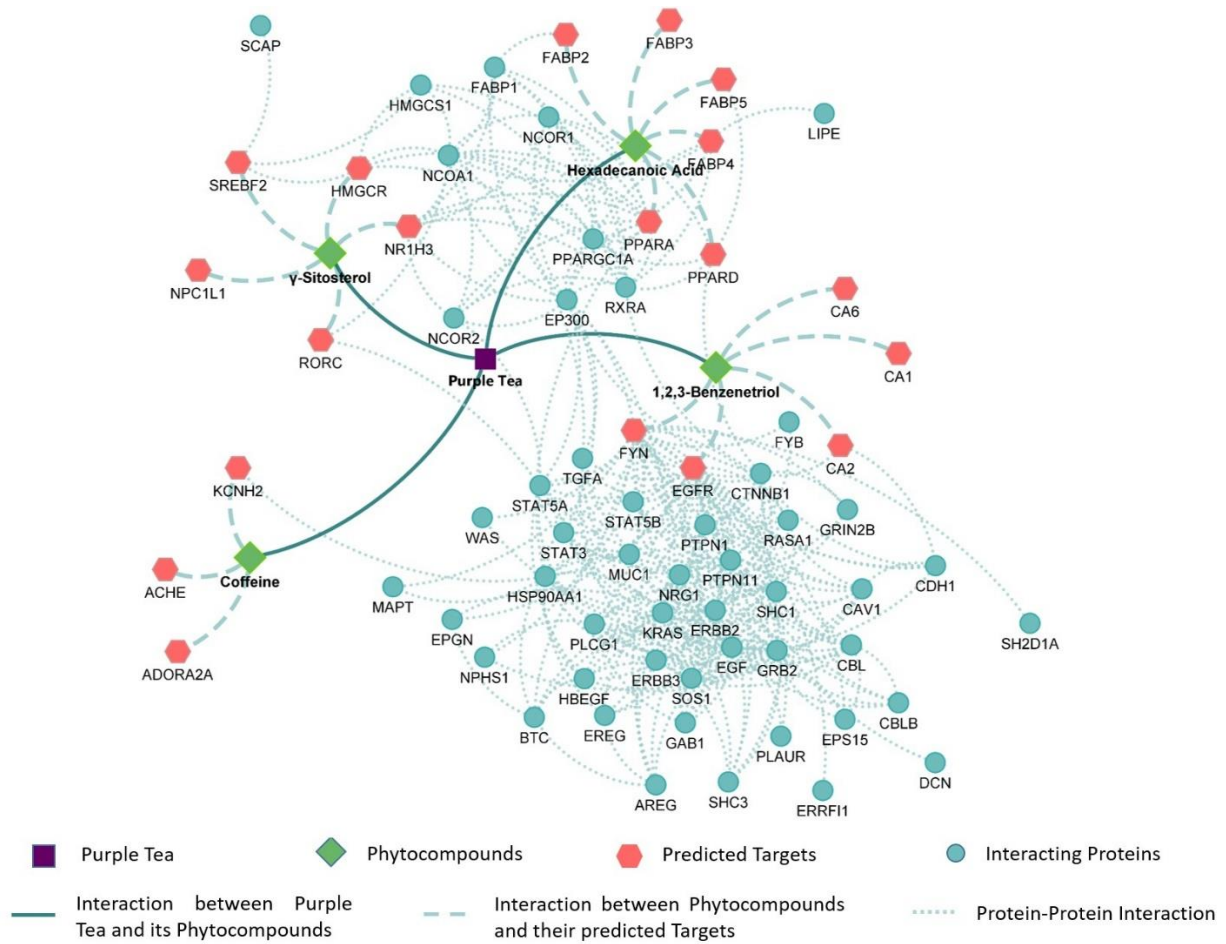 SCAP
FABP2
FABP3
FABP1
FABP5
HMGCS1
NCOR1
LIPE
Hexadecanoic Acid
FABP4
NCOA1
SREBF2
HMGCR
NR1H3
PPARA
PPARGC1A
PPARD
γ-Sitosterol
NPC1L1
RXRA
EP300
CA6
NCOR2
RORC
Purple Tea
CA1
1,2,3-Benzenetriol
FYN
FYB
CA2
TGFA
EGFR
CTNNB1
KCNH2
STAT5A
STAT5B
GRIN2B
WAS
PTPN1
RASA1
STAT3
MUC1
PTPN11
Coffeine
ACHE
HSP90AA1
NRG1
CDH1
MAPT
SHC1
CAV1
EPGN
PLCG1
KRAS
ERBB2
SH2D1A
ADORA2A
NPHS1
ERBB3
EGF
GRB2
CBL
HBEGF
SOS1
BTC
EREG
GAB1
PLAUR
EPS15
CBLB
AREG
SHC3
ERRFI1
DCN
Purple Tea
Phytocompounds
Predicted Targets
Interacting Proteins
Interaction between Purple
Tea and its Phytocompounds
Interaction between Phytocompounds
and their predicted Targets
Protein-Protein Interaction